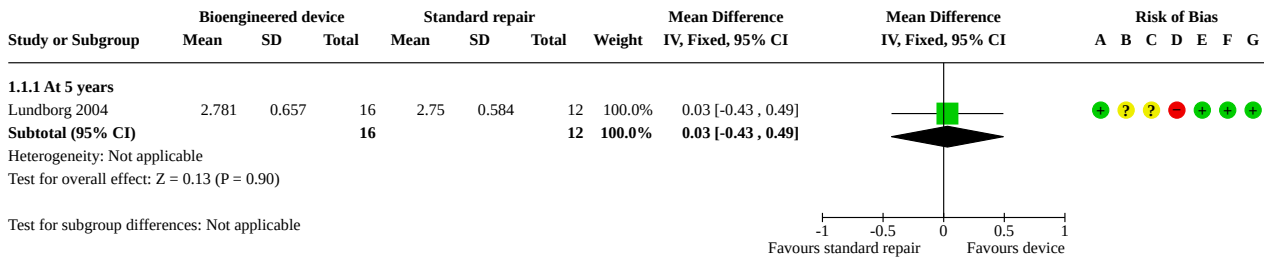 Bioengineered device Standard repair Mean Difference Mean Difference Risk of Bias
Study or Subgroup Mean SD Total Mean SD Total Weight IV, Fixed, 95% CI IV, Fixed, 95% CI A B C D E F G
1.1.1 At 5 years
Lundborg 2004 2.781 0.657 16 2.75 0.584 12 100.0% 0.03 [-0.43 , 0.49] + ? ? − + + +
Subtotal (95% CI) 16 12 100.0% 0.03 [-0.43 , 0.49]
Heterogeneity: Not applicable
Test for overall effect: Z = 0.13 (P = 0.90)
Test for subgroup differences: Not applicable
-1 -0.5 0 0.5 1
Favours standard repair Favours device